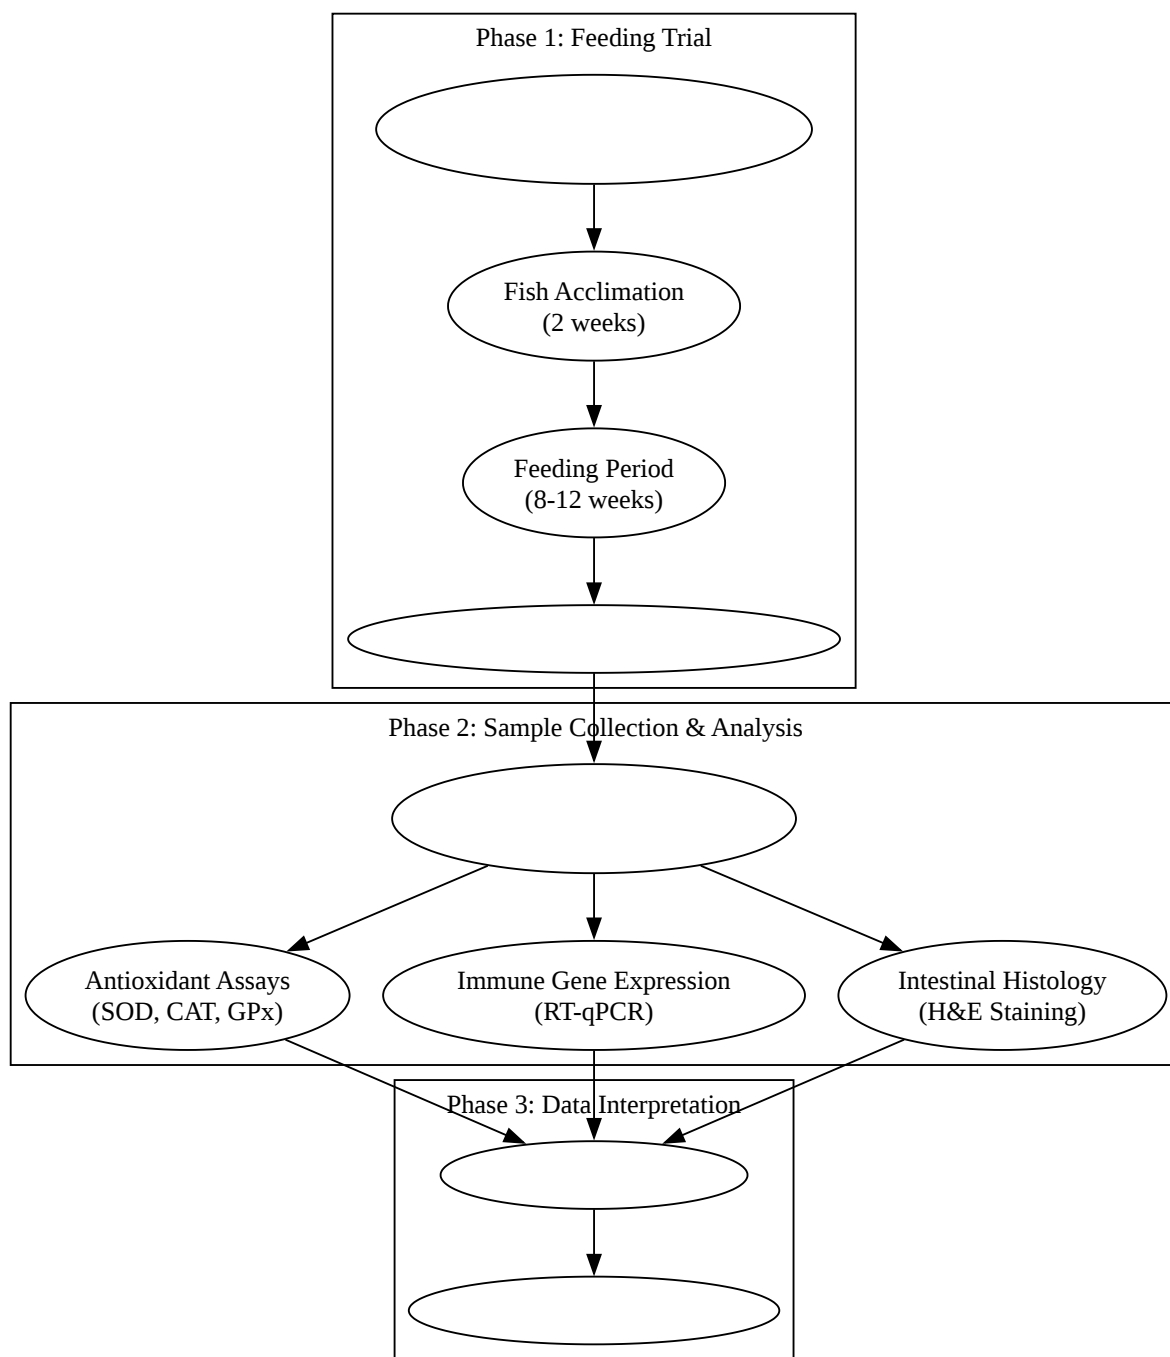 Phase 1: Feeding Trial
Fish Acclimation
(2 weeks)
Feeding Period
(8-12 weeks)
Phase 2: Sample Collection & Analysis
Antioxidant Assays
(SOD, CAT, GPx)
Immune Gene Expression
(RT-qPCR)
Intestinal Histology
(H&E Staining)
Phase 3: Data Interpretation